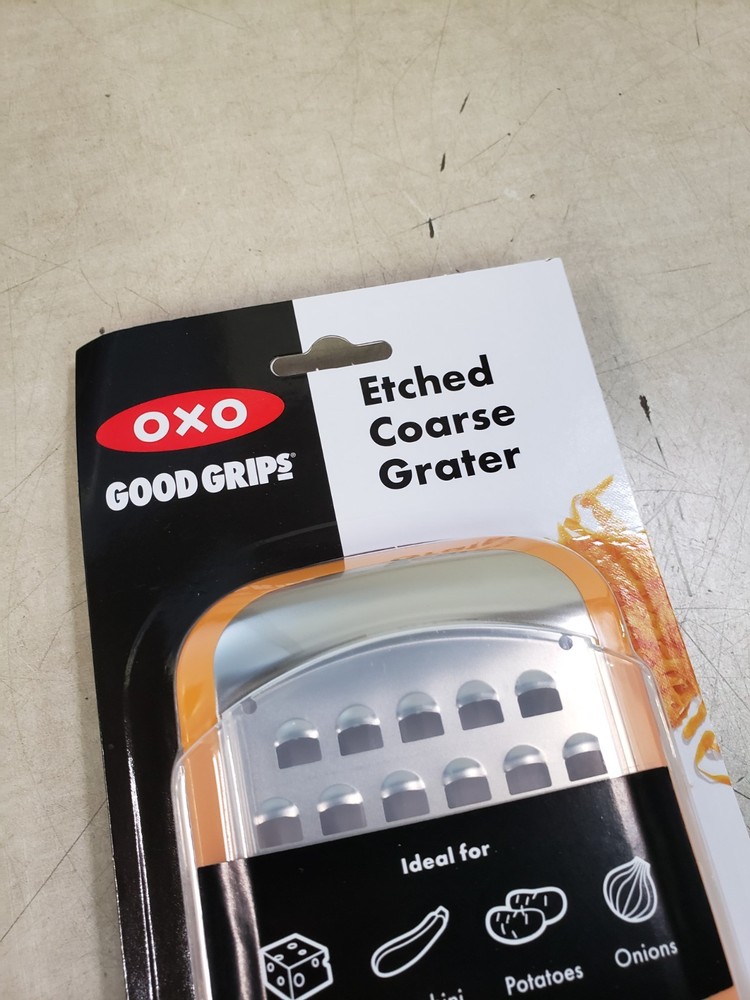 OXO
GOOD GRIPS®
Etched
Coarse
Grater
Ideal for
Potatoes
Onions